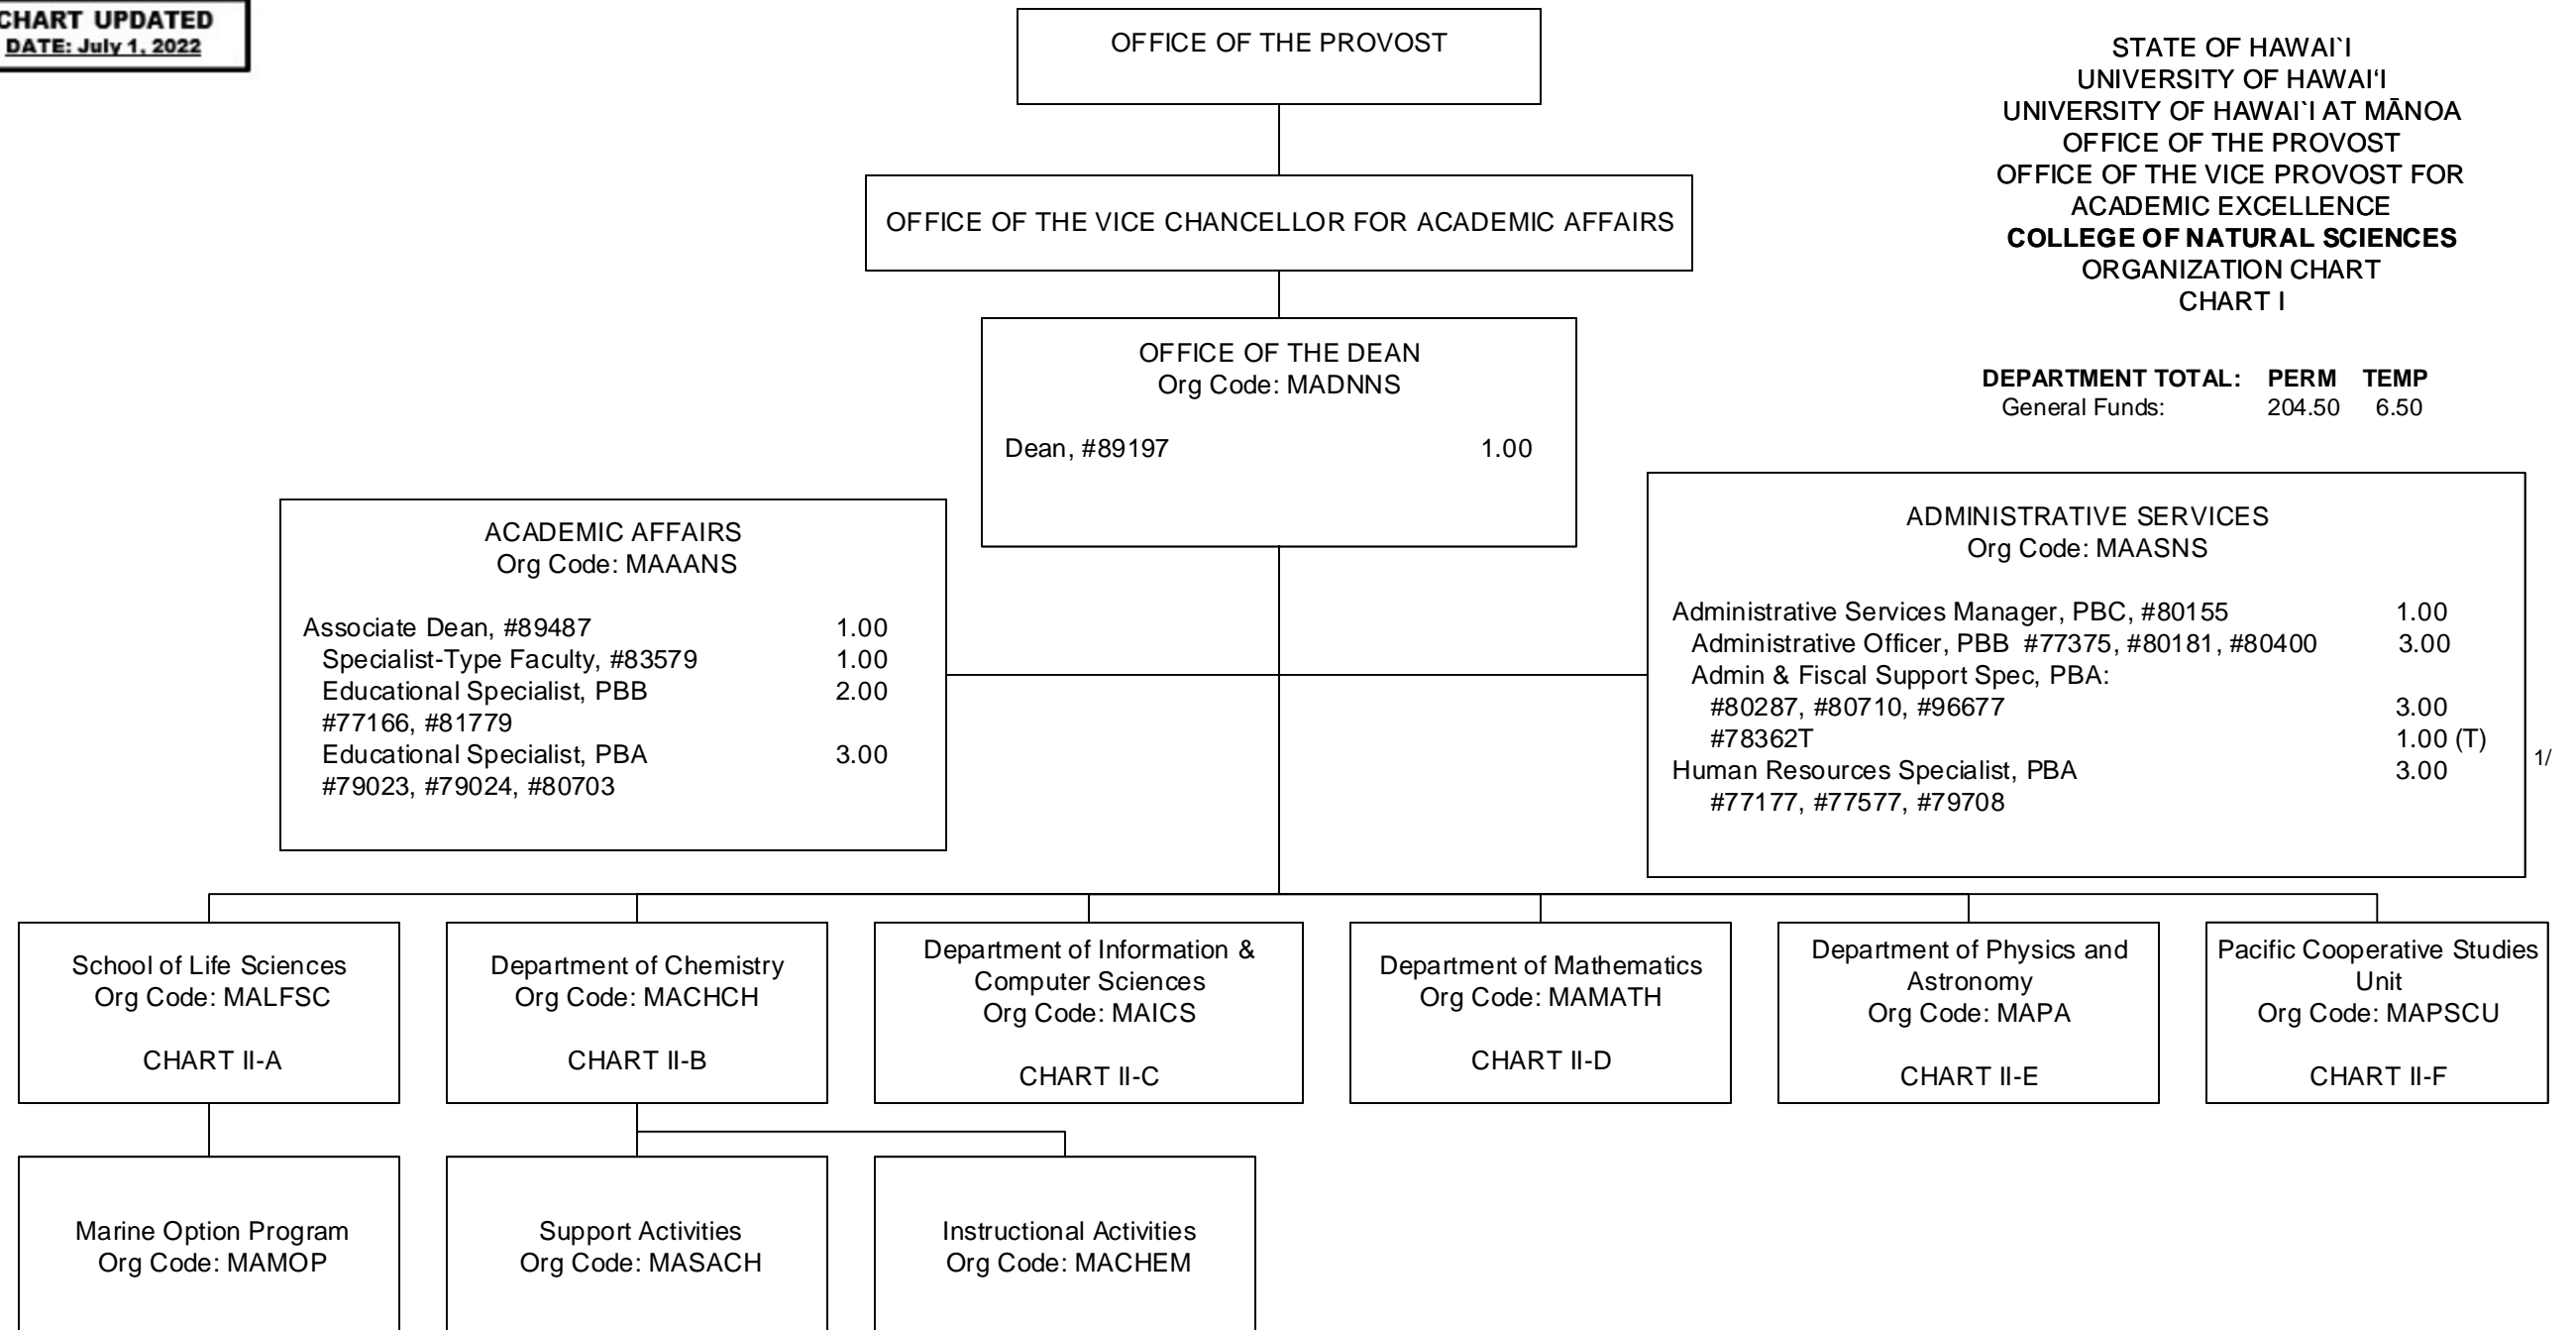 CHART UPDATED
DATE: July 1, 2022
OFFICE OF THE PROVOST
STATE OF HAWAI`I
UNIVERSITY OF HAWAI‘I
UNIVERSITY OF HAWAI`I AT MĀNOA
OFFICE OF THE PROVOST
OFFICE OF THE VICE PROVOST FOR
ACADEMIC EXCELLENCE
COLLEGE OF NATURAL SCIENCES
ORGANIZATION CHART
CHART I
OFFICE OF THE VICE CHANCELLOR FOR ACADEMIC AFFAIRS
OFFICE OF THE DEAN
Org Code: MADNNS
Dean, #89197 1.00
DEPARTMENT TOTAL: PERM TEMP
General Funds: 204.50 6.50
ACADEMIC AFFAIRS
Org Code: MAAANS
Associate Dean, #89487 1.00
Specialist-Type Faculty, #83579 1.00
Educational Specialist, PBB 2.00
#77166, #81779
Educational Specialist, PBA 3.00
#79023, #79024, #80703
ADMINISTRATIVE SERVICES
Org Code: MAASNS
Administrative Services Manager, PBC, #80155 1.00
Administrative Officer, PBB #77375, #80181, #80400 3.00
Admin & Fiscal Support Spec, PBA:
#80287, #80710, #96677 3.00
#78362T 1.00 (T) 1/
Human Resources Specialist, PBA 3.00
#77177, #77577, #79708
School of Life Sciences
Org Code: MALFSC
CHART II-A
Department of Chemistry
Org Code: MACHCH
CHART II-B
Department of Information &
Computer Sciences
Org Code: MAICS
CHART II-C
Department of Mathematics
Org Code: MAMATH
CHART II-D
Department of Physics and
Astronomy
Org Code: MAPA
CHART II-E
Pacific Cooperative Studies
Unit
Org Code: MAPSCU
CHART II-F
Marine Option Program
Org Code: MAMOP
Support Activities
Org Code: MASACH
Instructional Activities
Org Code: MACHEM